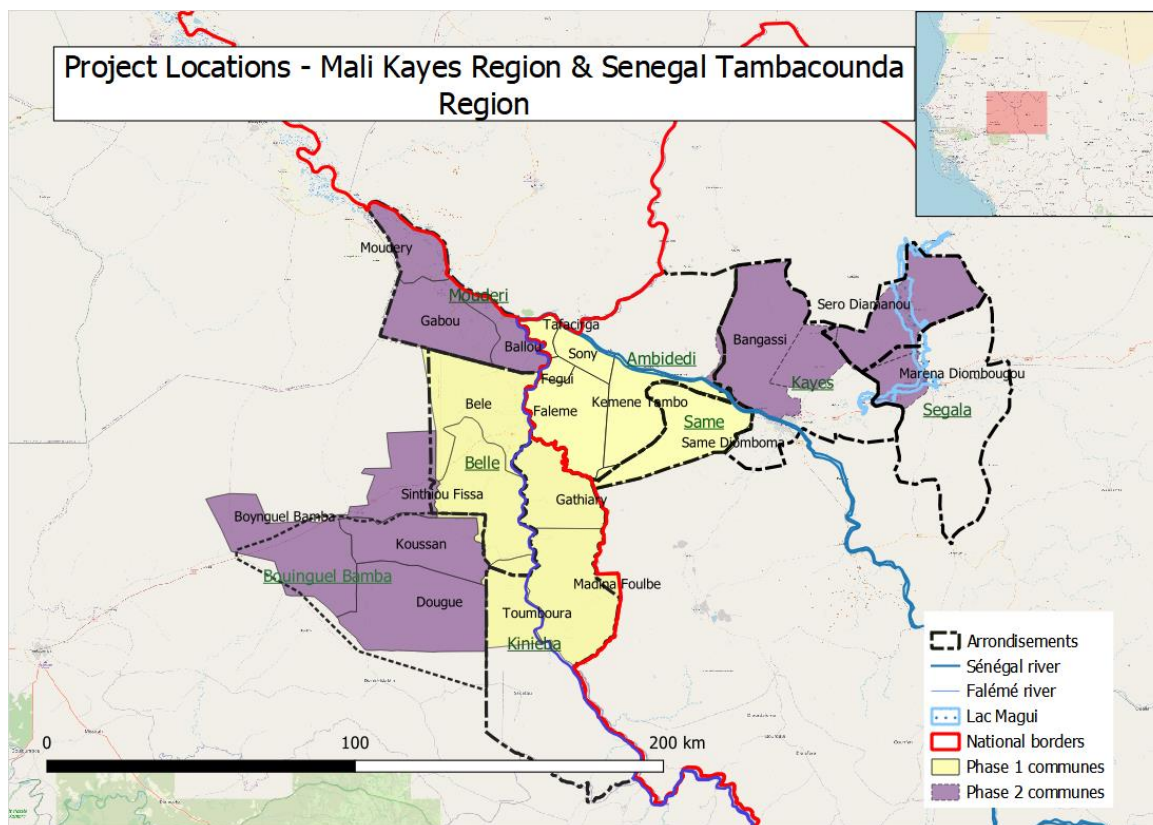 Project Locations - Mali Kayes Region & Senegal Tambacounda
Region
Moudery
Mouderi
Gabou
Ballou
Tafacirga
Sony
Fegui
Ambidedi
Sero Diamanou
Bangassi
Kayes
Marena Diombougou
Segala
Bele
Faleme
Kemene Tambo
Same
Same Diomboma
Belle
Sinthiou Fissa
Gathiary
Boynguel Bamba
Koussan
Bouinguel Bamba
Dougue
Madina Foulbe
Toumboura
Kinieba
0 100 200 km
Arrondisements
Sénégal river
Falémé river
Lac Magui
National borders
Phase 1 communes
Phase 2 communes